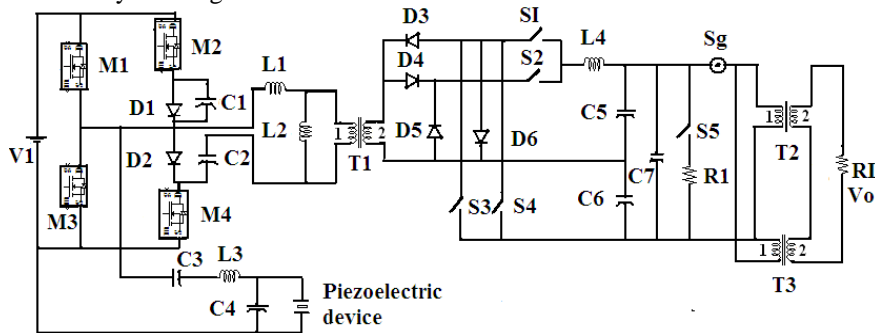 M1
M2
L1
D1
C1
L2
D2
C2
V1
M3
M4
C3
L3
C4
Piezoelectric
device
1
2
T1
D3
D4
D5
D6
SI
S2
L4
Sg
C5
S5
C7
R1
C6
S3
S4
1
2
T2
RI
Vo
1
2
T3